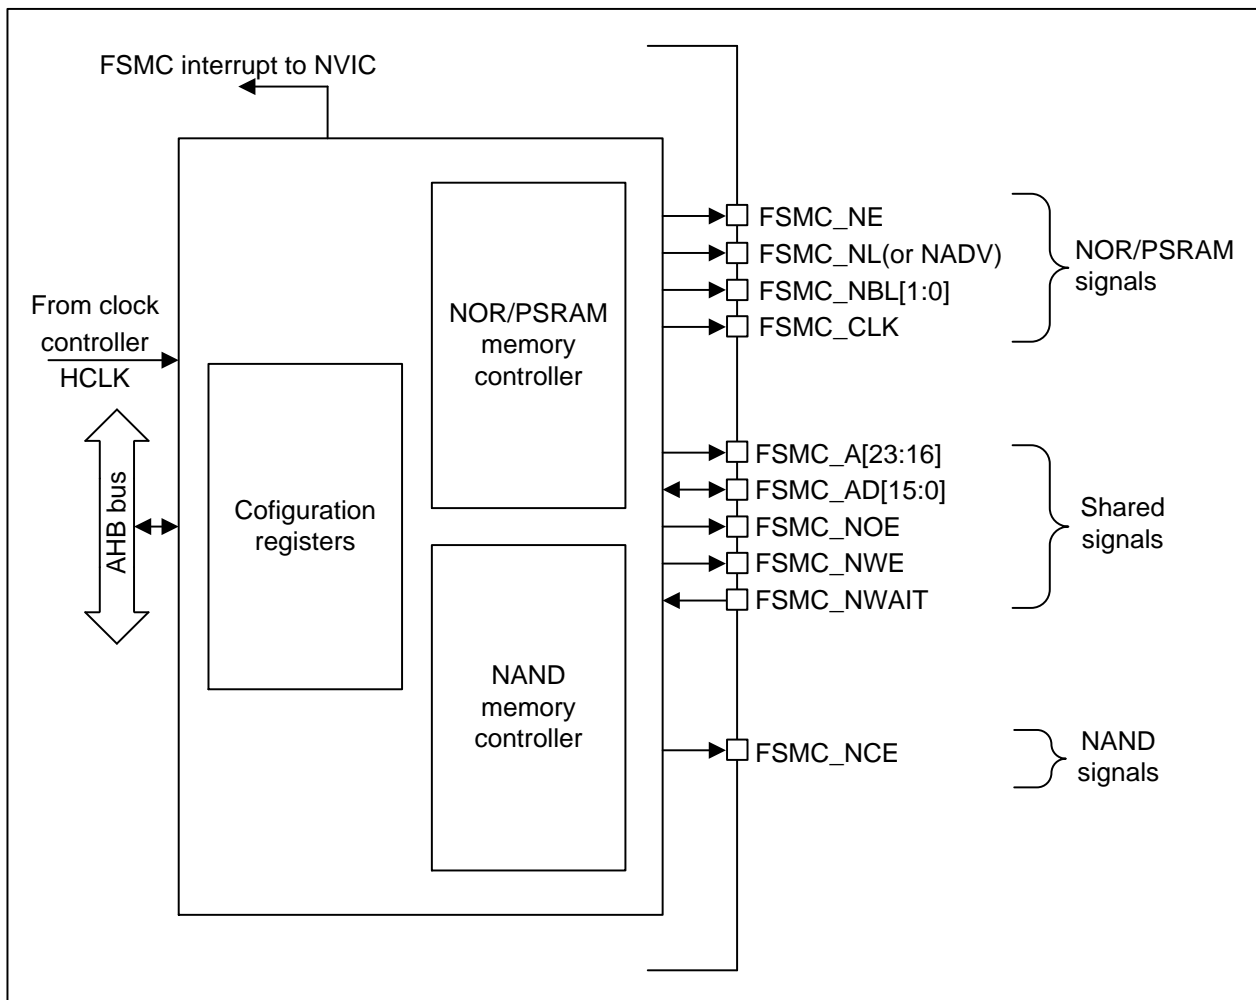 FSMC interrupt to NVIC
From clock
controller
HCLK
AHB bus
Cofiguration
registers
NOR/PSRAM
memory
controller
NAND
memory
controller
FSMC_NE
FSMC_NL(or NADV)
FSMC_NBL[1:0]
FSMC_CLK
NOR/PSRAM
signals
FSMC_A[23:16]
FSMC_AD[15:0]
FSMC_NOE
FSMC_NWE
FSMC_NWAIT
Shared
signals
FSMC_NCE
NAND
signals